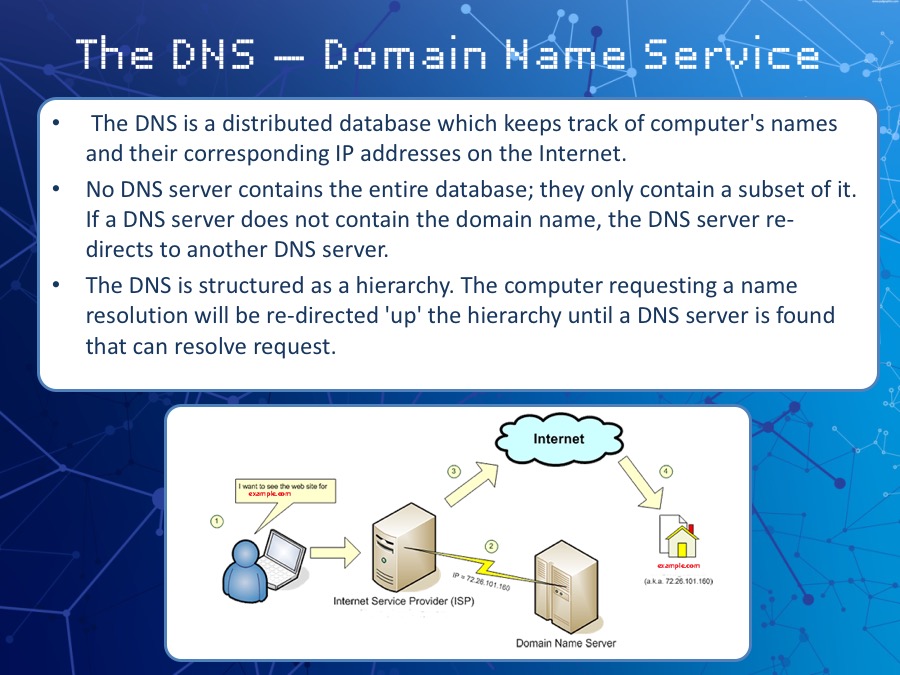 The DNS – Domain Name Service
• The DNS is a distributed database which keeps track of computer's names
and their corresponding IP addresses on the Internet.
• No DNS server contains the entire database; they only contain a subset of it.
If a DNS server does not contain the domain name, the DNS server re-
directs to another DNS server.
• The DNS is structured as a hierarchy. The computer requesting a name
resolution will be re-directed 'up' the hierarchy until a DNS server is found
that can resolve request.
Internet
3
4
I want to see the web site for
example.com
1
2
example.com
(a.k.a. 72.26.101.160)
IP = 72.26.101.160
Internet Service Provider (ISP)
Domain Name Server